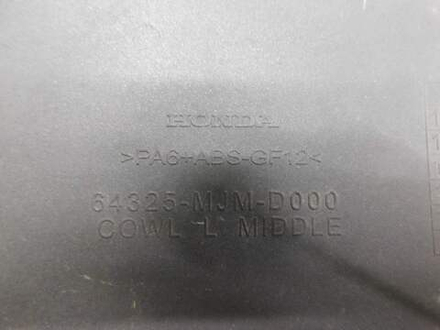 HONDA
>PA6+ABS-GF12<
64325-MJM-D000
COWL L MIDDLE